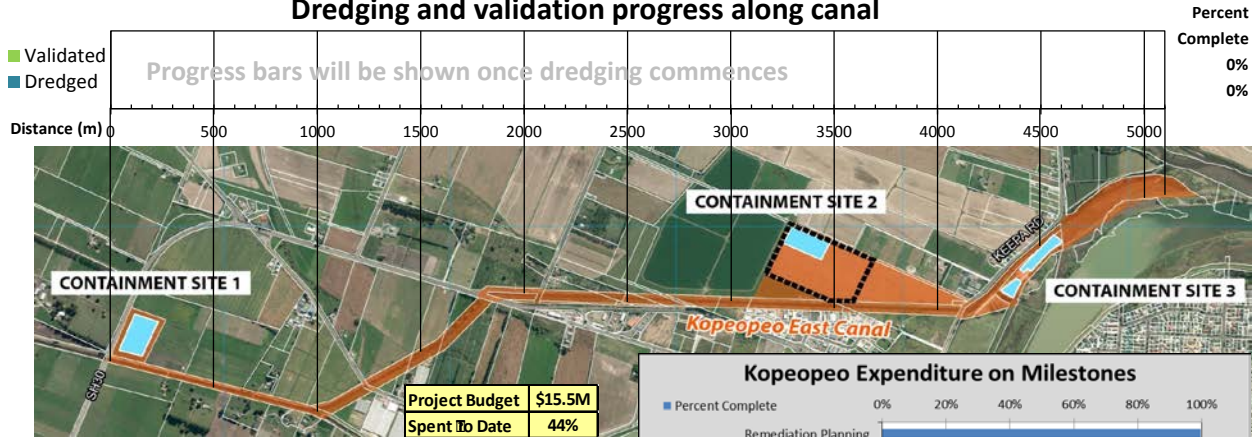 Dredging and validation progress along canal
Percent
Complete
Validated
0%
Dredged
0%
Progress bars will be shown once dredging commences
Distance (m) 0 500 1000 1500 2000 2500 3000 3500 4000 4500 5000
CONTAINMENT SITE 2
KEEPA RD
CONTAINMENT SITE 1
CONTAINMENT SITE 3
Kopeopeo East Canal
SH30
Project Budget $15.5M
Spent To Date 44%
Kopeopeo Expenditure on Milestones
Percent Complete 0% 20% 40% 60% 80% 100%
Remediation Planning